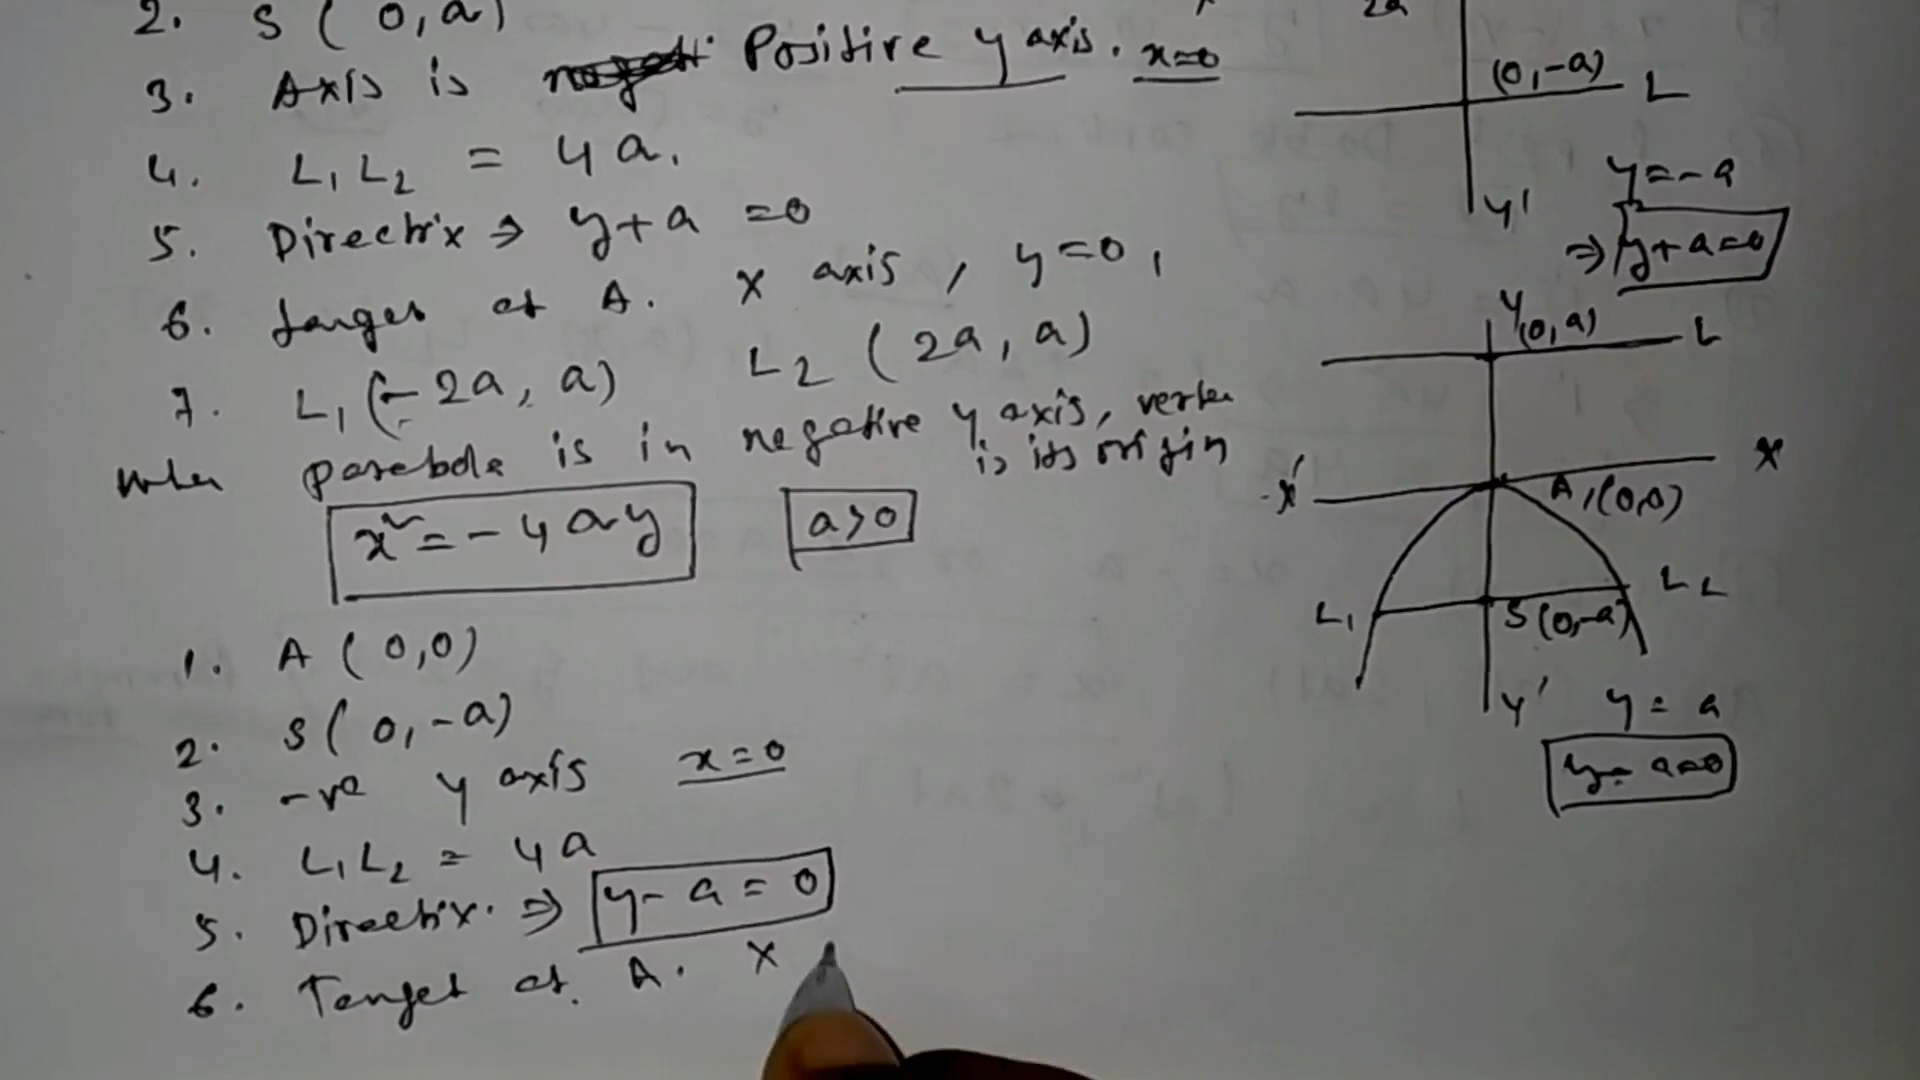 2. S ( 0, a)
3. Axis is Positive y axis. x=0
4. L₁L₂ = 4a.
5. Directrix ⇒ y+a =0
6. tanget at A. X axis, y=0,
7. L₁(-2a, a) L₂ (2a, a)
When parabola is in negative y axis, vertex
is its origin
x² = -4ay a>0
1. A (0,0)
2. S( 0, -a)
3. -ve y axis x=0
4. L₁L₂ = 4a
5. Directrix. ⇒ y-a=0
6. Tanget at. A. X
2a
(0,-a) L
y=-a
y'
⇒ y+a=0
y
(0,a) L
X' X
A,(0,0)
L₁ S(0,-a) L₂
y' y = a
y-a=0